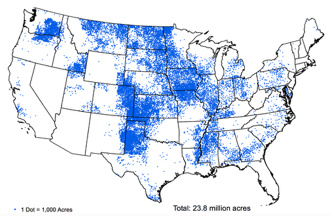 • 1 Dot = 1,000 Acres
Total: 23.8 million acres